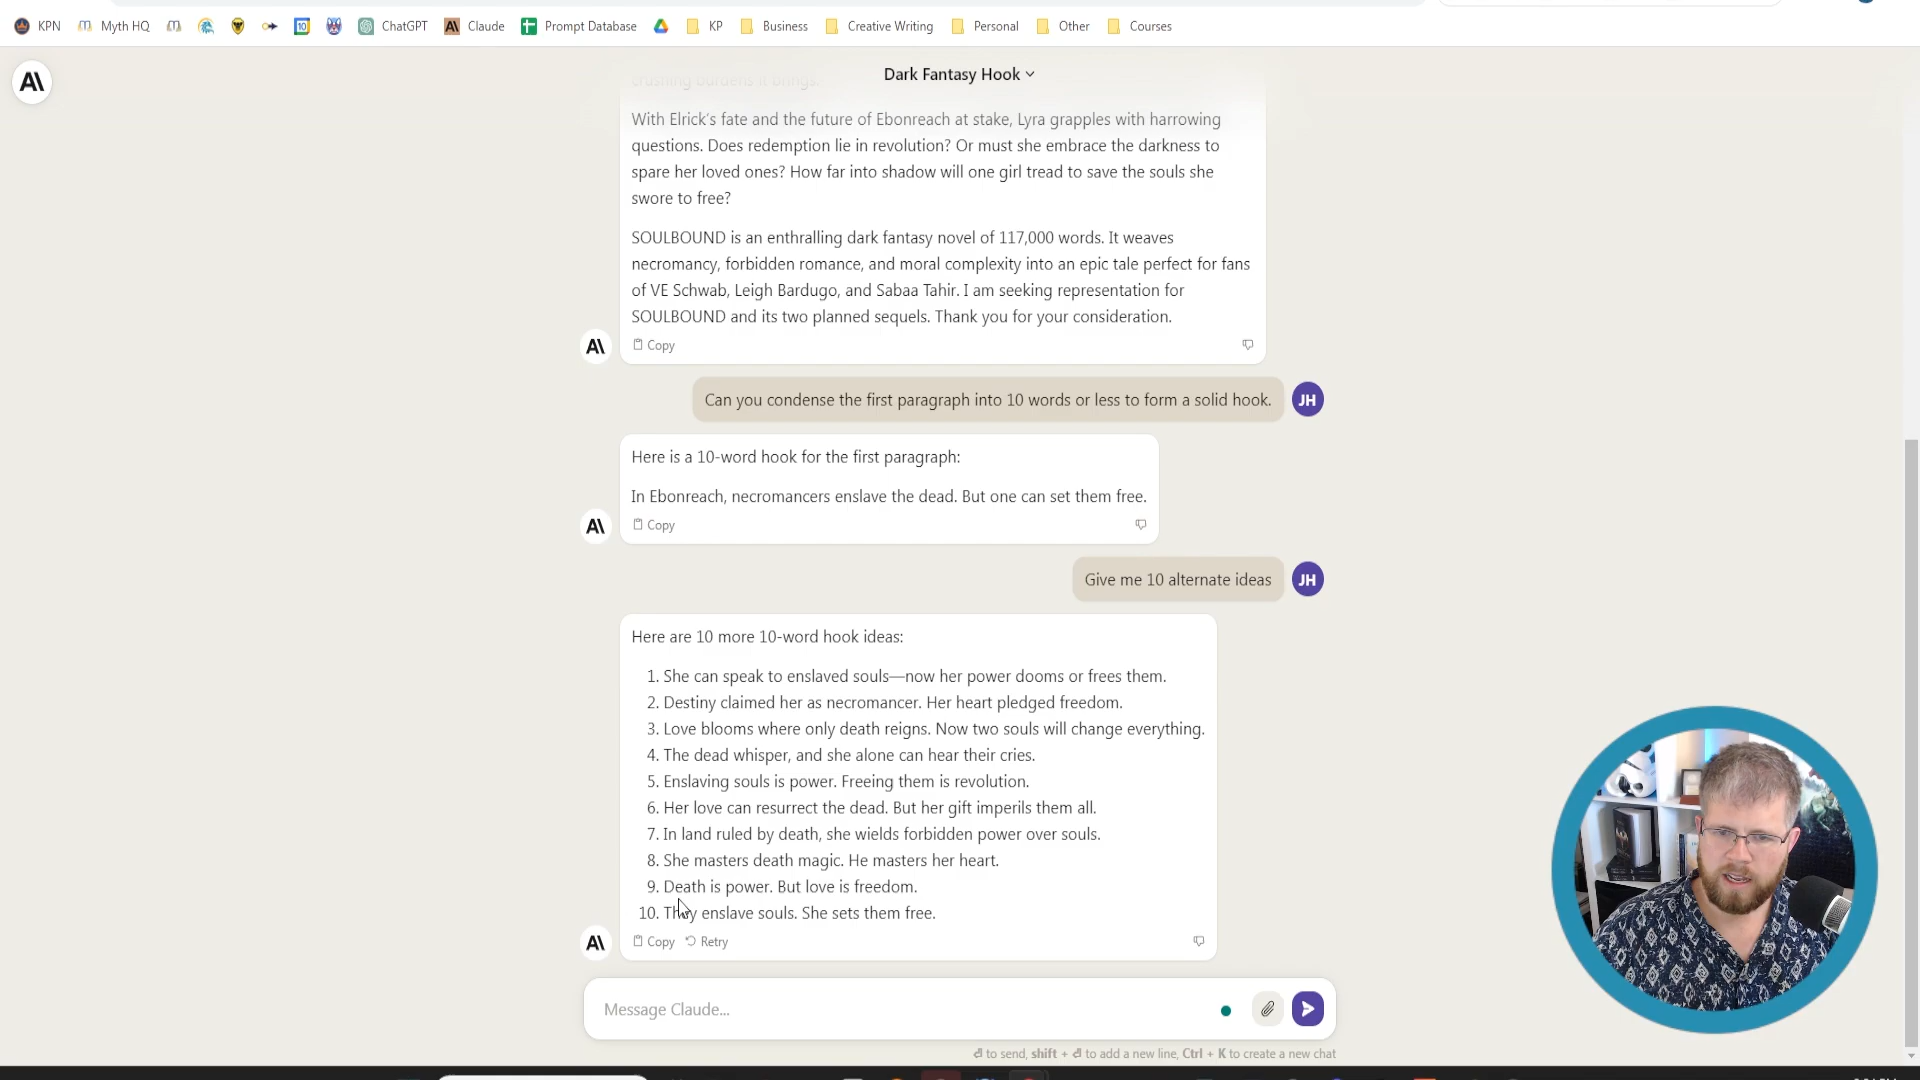 KPN Myth HQ ChatGPT Claude Prompt Database KP Business Creative Writing Personal Other Courses
Dark Fantasy Hook
crushing burdens it brings.
With Elrick's fate and the future of Ebonreach at stake, Lyra grapples with harrowing
questions. Does redemption lie in revolution? Or must she embrace the darkness to
spare her loved ones? How far into shadow will one girl tread to save the souls she
swore to free?
SOULBOUND is an enthralling dark fantasy novel of 117,000 words. It weaves
necromancy, forbidden romance, and moral complexity into an epic tale perfect for fans
of VE Schwab, Leigh Bardugo, and Sabaa Tahir. I am seeking representation for
SOULBOUND and its two planned sequels. Thank you for your consideration.
Copy
Can you condense the first paragraph into 10 words or less to form a solid hook.
JH
Here is a 10-word hook for the first paragraph:
In Ebonreach, necromancers enslave the dead. But one can set them free.
Copy
Give me 10 alternate ideas
JH
Here are 10 more 10-word hook ideas:
1. She can speak to enslaved souls—now her power dooms or frees them.
2. Destiny claimed her as necromancer. Her heart pledged freedom.
3. Love blooms where only death reigns. Now two souls will change everything.
4. The dead whisper, and she alone can hear their cries.
5. Enslaving souls is power. Freeing them is revolution.
6. Her love can resurrect the dead. But her gift imperils them all.
7. In land ruled by death, she wields forbidden power over souls.
8. She masters death magic. He masters her heart.
9. Death is power. But love is freedom.
10. They enslave souls. She sets them free.
Copy Retry
Message Claude...
⏎ to send, shift + ⏎ to add a new line, Ctrl + K to create a new chat